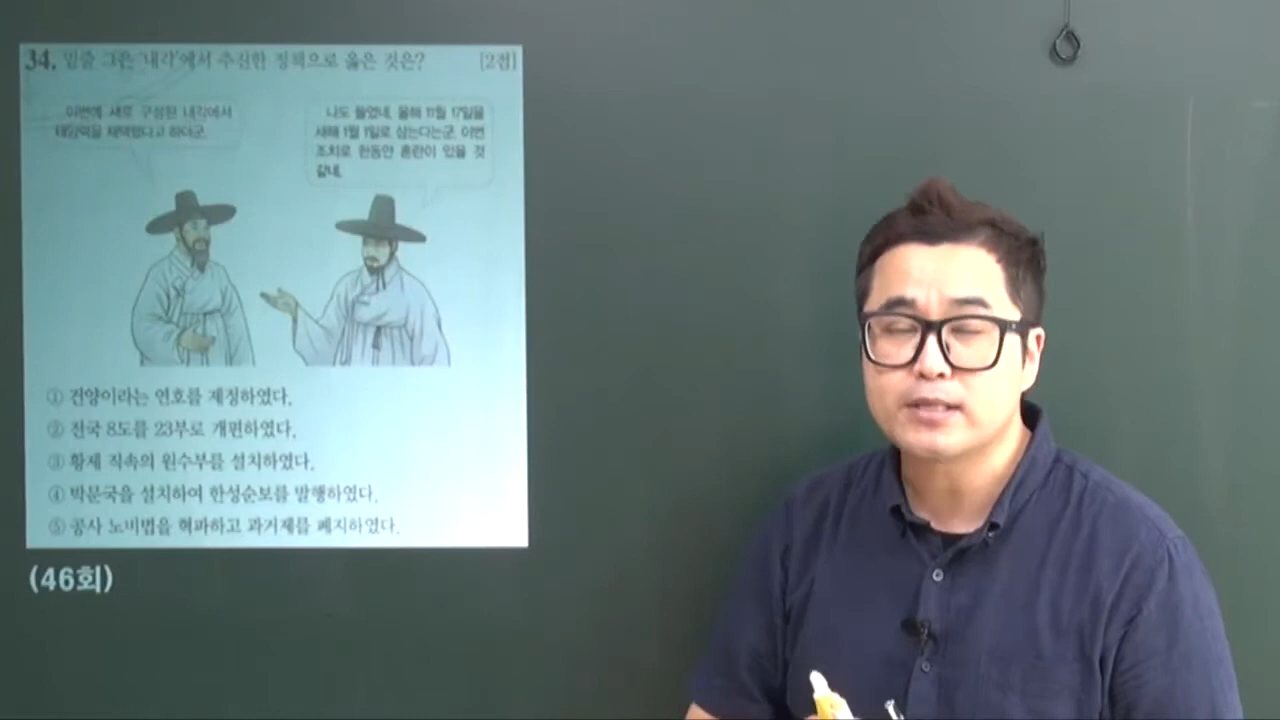 34. 밑줄 그은 '내각'에서 추진한 정책으로 옳은 것은? [2점]
이번에 새로 구성된 내각에서
태양력을 채택했다고 하더군.
나도 들었네. 올해 11월 17일을
새해 1월 1일로 삼는다는군. 이번
조치로 한동안 혼란이 있을 것
같네.
① 건양이라는 연호를 제정하였다.
② 전국 8도를 23부로 개편하였다.
③ 황제 직속의 원수부를 설치하였다.
④ 박문국을 설치하여 한성순보를 발행하였다.
⑤ 공사 노비법을 혁파하고 과거제를 폐지하였다.
(46회)